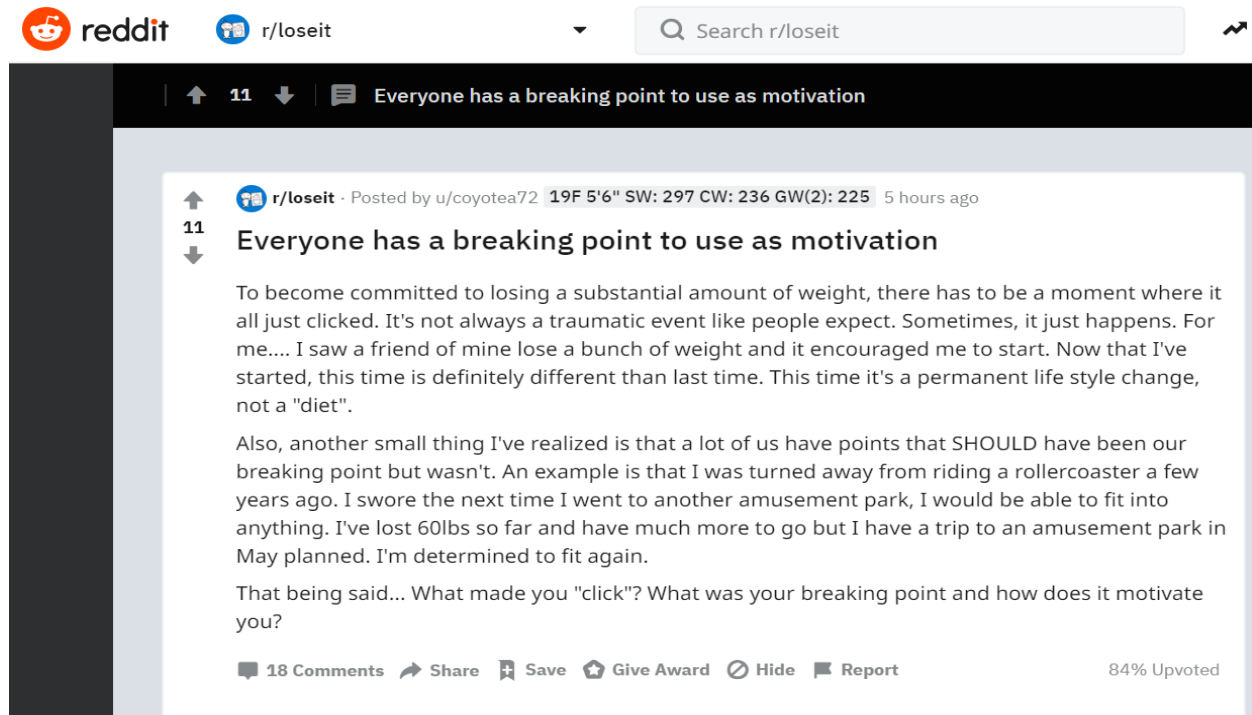 reddit
r/loseit
Search r/loseit
11
Everyone has a breaking point to use as motivation
r/loseit · Posted by u/coyotea72 19F 5'6" SW: 297 CW: 236 GW(2): 225 5 hours ago
11
Everyone has a breaking point to use as motivation
To become committed to losing a substantial amount of weight, there has to be a moment where it
all just clicked. It's not always a traumatic event like people expect. Sometimes, it just happens. For
me.... I saw a friend of mine lose a bunch of weight and it encouraged me to start. Now that I've
started, this time is definitely different than last time. This time it's a permanent life style change,
not a "diet".
Also, another small thing I've realized is that a lot of us have points that SHOULD have been our
breaking point but wasn't. An example is that I was turned away from riding a rollercoaster a few
years ago. I swore the next time I went to another amusement park, I would be able to fit into
anything. I've lost 60lbs so far and have much more to go but I have a trip to an amusement park in
May planned. I'm determined to fit again.
That being said... What made you "click"? What was your breaking point and how does it motivate
you?
18 Comments Share Save Give Award Hide Report 84% Upvoted